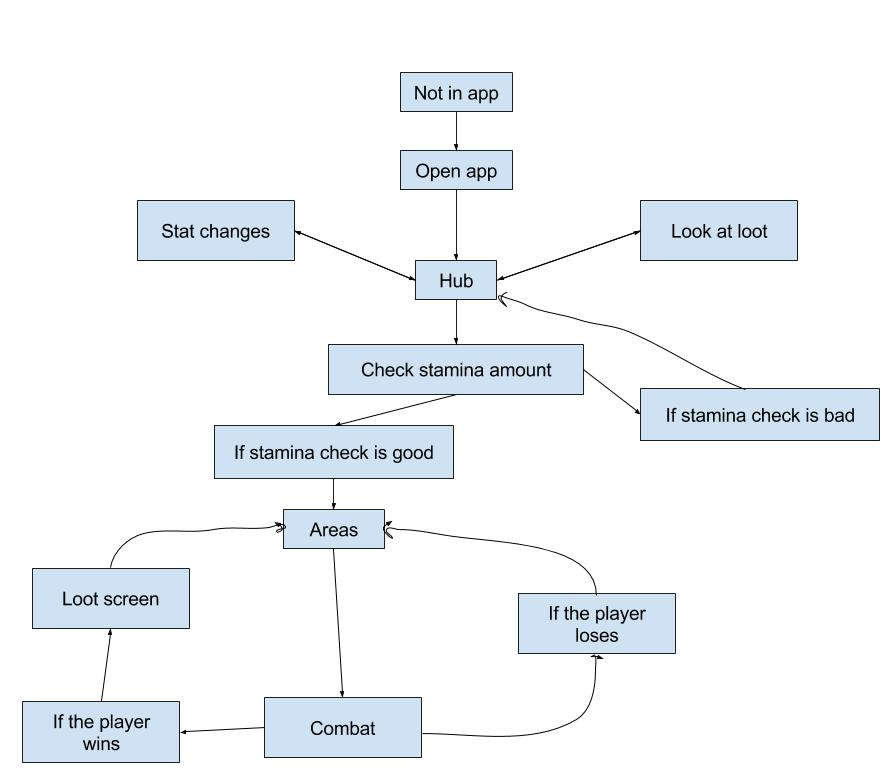 Not in app
Open app
Stat changes
Look at loot
Hub
Check stamina amount
If stamina check is bad
If stamina check is good
Areas
Loot screen
If the player
loses
If the player
wins
Combat